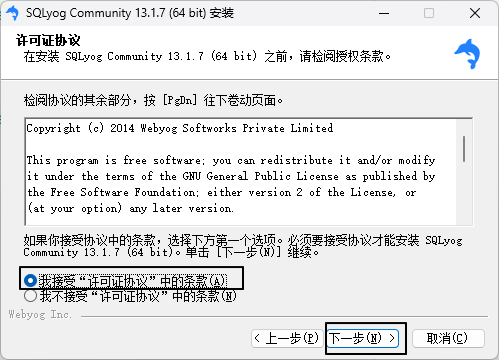 SQLyog Community 13.1.7 (64 bit) 安装
许可证协议
在安装 SQLyog Community 13.1.7 (64 bit) 之前,请检阅授权条款。
检阅协议的其余部分,按 [PgDn] 往下卷动页面。
Copyright (c) 2014 Webyog Softworks Private Limited
This program is free software; you can redistribute it and/or modify
it under the terms of the GNU General Public License as published by
the Free Software Foundation; either version 2 of the License, or
(at your option) any later version.
如果你接受协议中的条款,选择下方第一个选项。必须要接受协议才能安装 SQLyog
Community 13.1.7 (64 bit)。单击 [下一步(N)] 继续。
我接受“许可证协议”中的条款(A)
我不接受“许可证协议”中的条款(N)
Webyog Inc.
< 上一步(P) 下一步(N) > 取消(C)